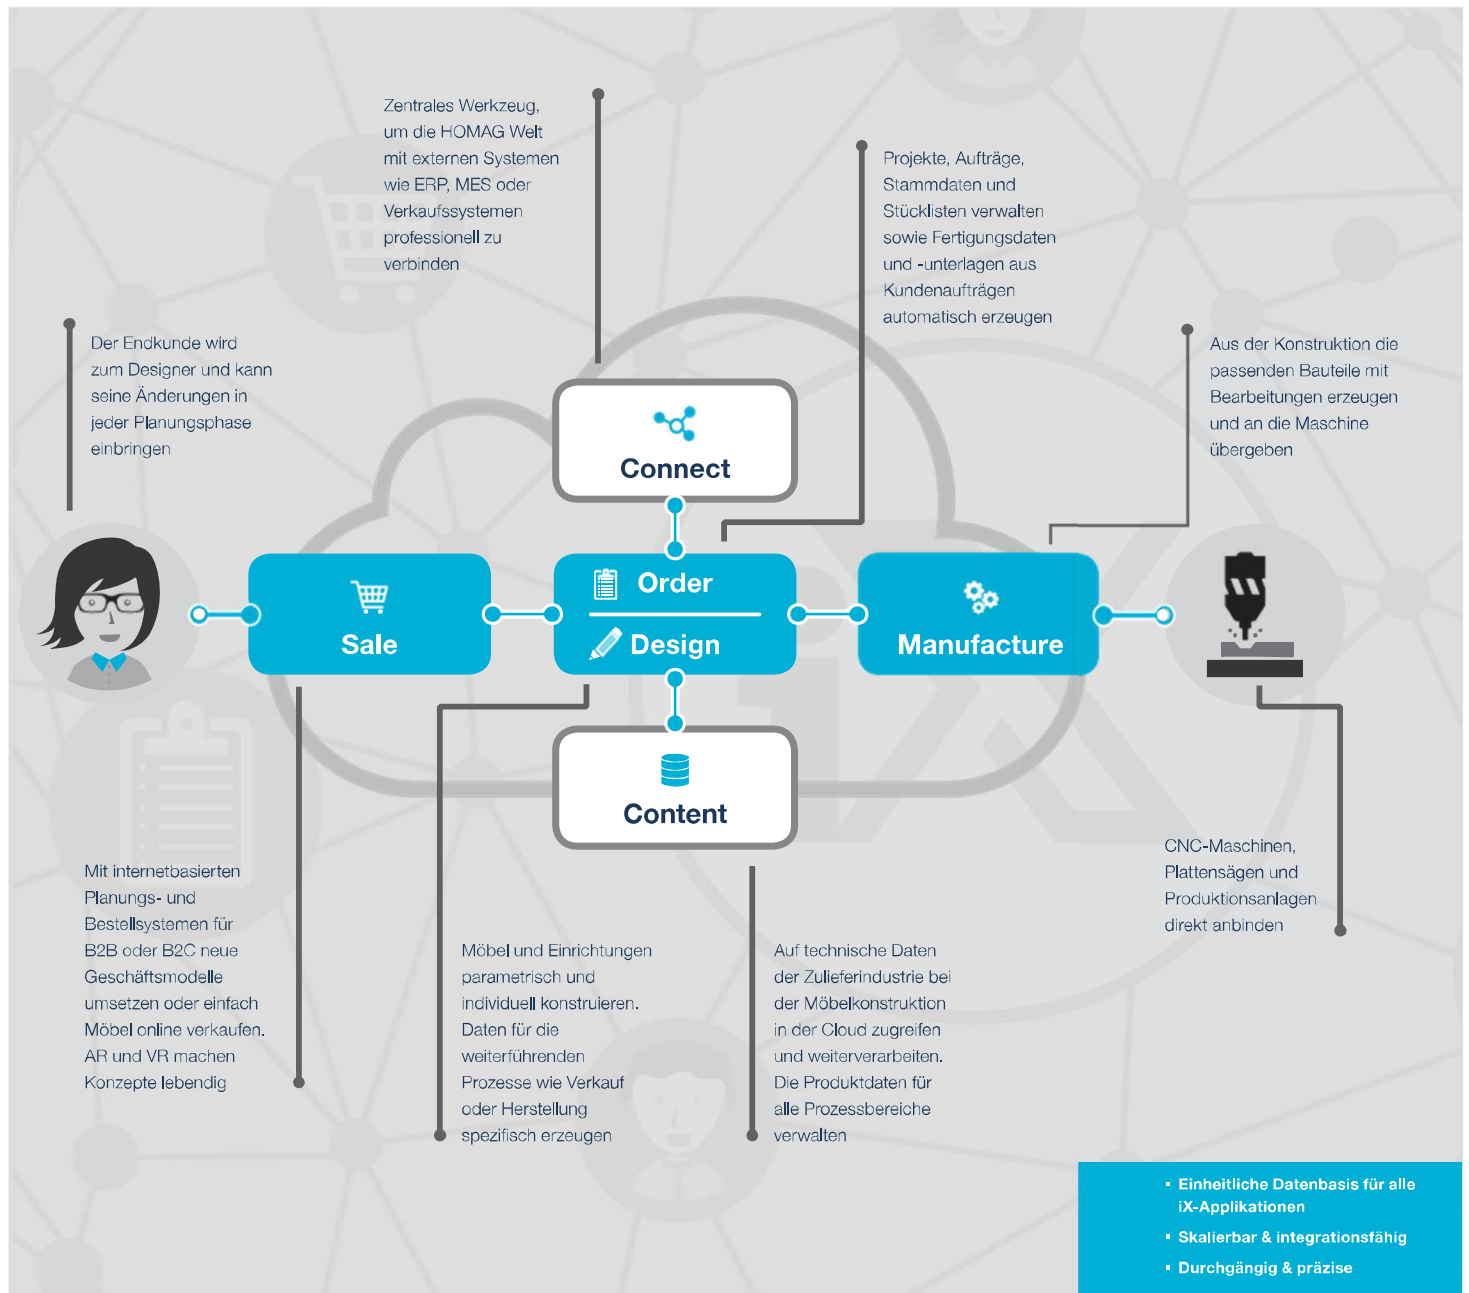 Zentrales Werkzeug,
um die HOMAG Welt
mit externen Systemen
wie ERP, MES oder
Verkaufssystemen
professionell zu
verbinden
Projekte, Aufträge,
Stammdaten und
Stücklisten verwalten
sowie Fertigungsdaten
und -unterlagen aus
Kundenaufträgen
automatisch erzeugen
Der Endkunde wird
zum Designer und kann
seine Änderungen in
jeder Planungsphase
einbringen
Aus der Konstruktion die
passenden Bauteile mit
Bearbeitungen erzeugen
und an die Maschine
übergeben
Connect
Sale
Order
Design
Manufacture
Content
iX
Mit internetbasierten
Planungs- und
Bestellsystemen für
B2B oder B2C neue
Geschäftsmodelle
umsetzen oder einfach
Möbel online verkaufen.
AR und VR machen
Konzepte lebendig
Möbel und Einrichtungen
parametrisch und
individuell konstruieren.
Daten für die
weiterführenden
Prozesse wie Verkauf
oder Herstellung
spezifisch erzeugen
Auf technische Daten
der Zulieferindustrie bei
der Möbelkonstruktion
in der Cloud zugreifen
und weiterverarbeiten.
Die Produktdaten für
alle Prozessbereiche
verwalten
CNC-Maschinen,
Plattensägen und
Produktionsanlagen
direkt anbinden
▪ Einheitliche Datenbasis für alle
iX-Applikationen
▪ Skalierbar & integrationsfähig
▪ Durchgängig & präzise